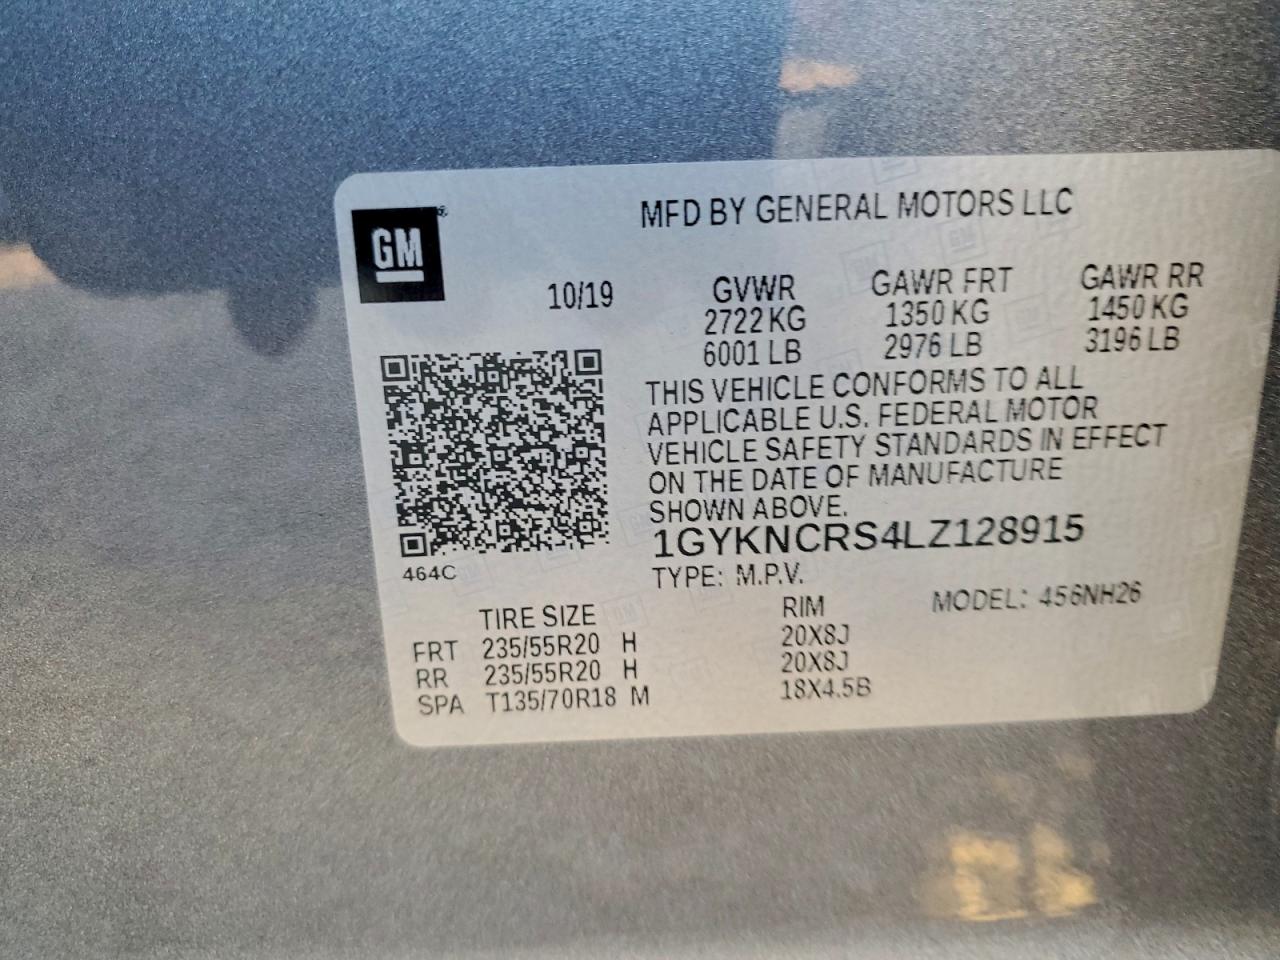 GM
MFD BY GENERAL MOTORS LLC
10/19 GVWR GAWR FRT GAWR RR
2722 KG 1350 KG 1450 KG
6001 LB 2976 LB 3196 LB
THIS VEHICLE CONFORMS TO ALL
APPLICABLE U.S. FEDERAL MOTOR
VEHICLE SAFETY STANDARDS IN EFFECT
ON THE DATE OF MANUFACTURE
SHOWN ABOVE.
1GYKNCRS4LZ128915
464C
TYPE: M.P.V.
MODEL: 456NH26
TIRE SIZE RIM
FRT 235/55R20 H 20X8J
RR 235/55R20 H 20X8J
SPA T135/70R18 M 18X4.5B